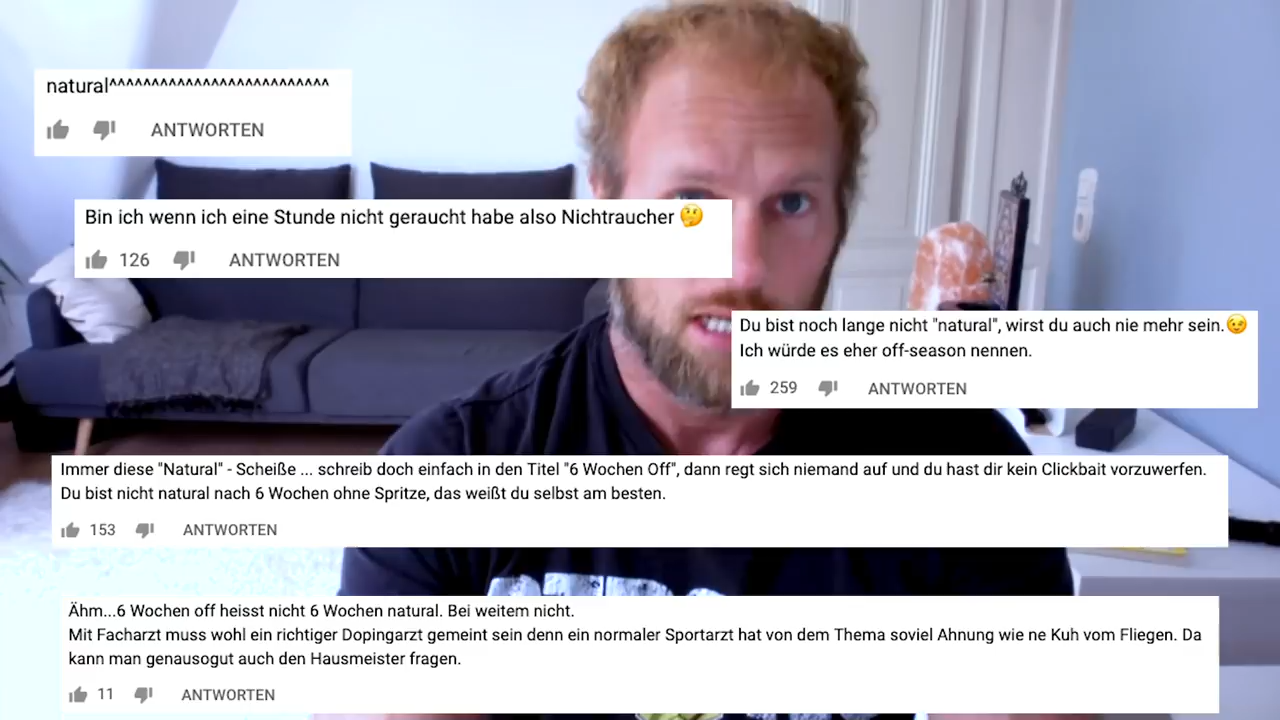 natural^^^^^^^^^^^^^^^^^^^^^^^^^^
ANTWORTEN
Bin ich wenn ich eine Stunde nicht geraucht habe also Nichtraucher 🤔
126 ANTWORTEN
Du bist noch lange nicht "natural", wirst du auch nie mehr sein.😉
Ich würde es eher off-season nennen.
259 ANTWORTEN
Immer diese "Natural" - Scheiße ... schreib doch einfach in den Titel "6 Wochen Off", dann regt sich niemand auf und du hast dir kein Clickbait vorzuwerfen.
Du bist nicht natural nach 6 Wochen ohne Spritze, das weißt du selbst am besten.
153 ANTWORTEN
Ähm...6 Wochen off heisst nicht 6 Wochen natural. Bei weitem nicht.
Mit Facharzt muss wohl ein richtiger Dopingarzt gemeint sein denn ein normaler Sportarzt hat von dem Thema soviel Ahnung wie ne Kuh vom Fliegen. Da
kann man genausogut auch den Hausmeister fragen.
11 ANTWORTEN